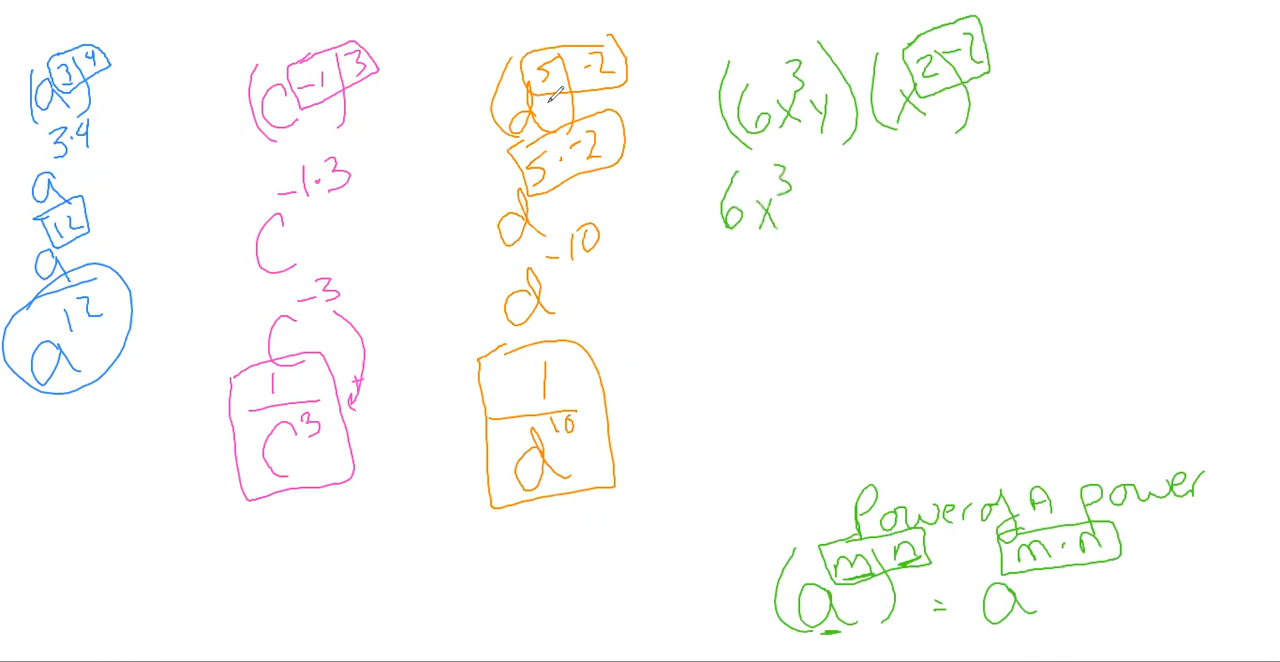 (a^3)^4
3·4
a
12
a
a^12
(c^-1)^3
-1·3
c
-3
c
1
c^3
(d^5)^-2
5·-2
d
-10
d
1
d^10
(6x^3y)(x^2)^-2
6x^3
Power of A power
(a^m)^n = a^m·n